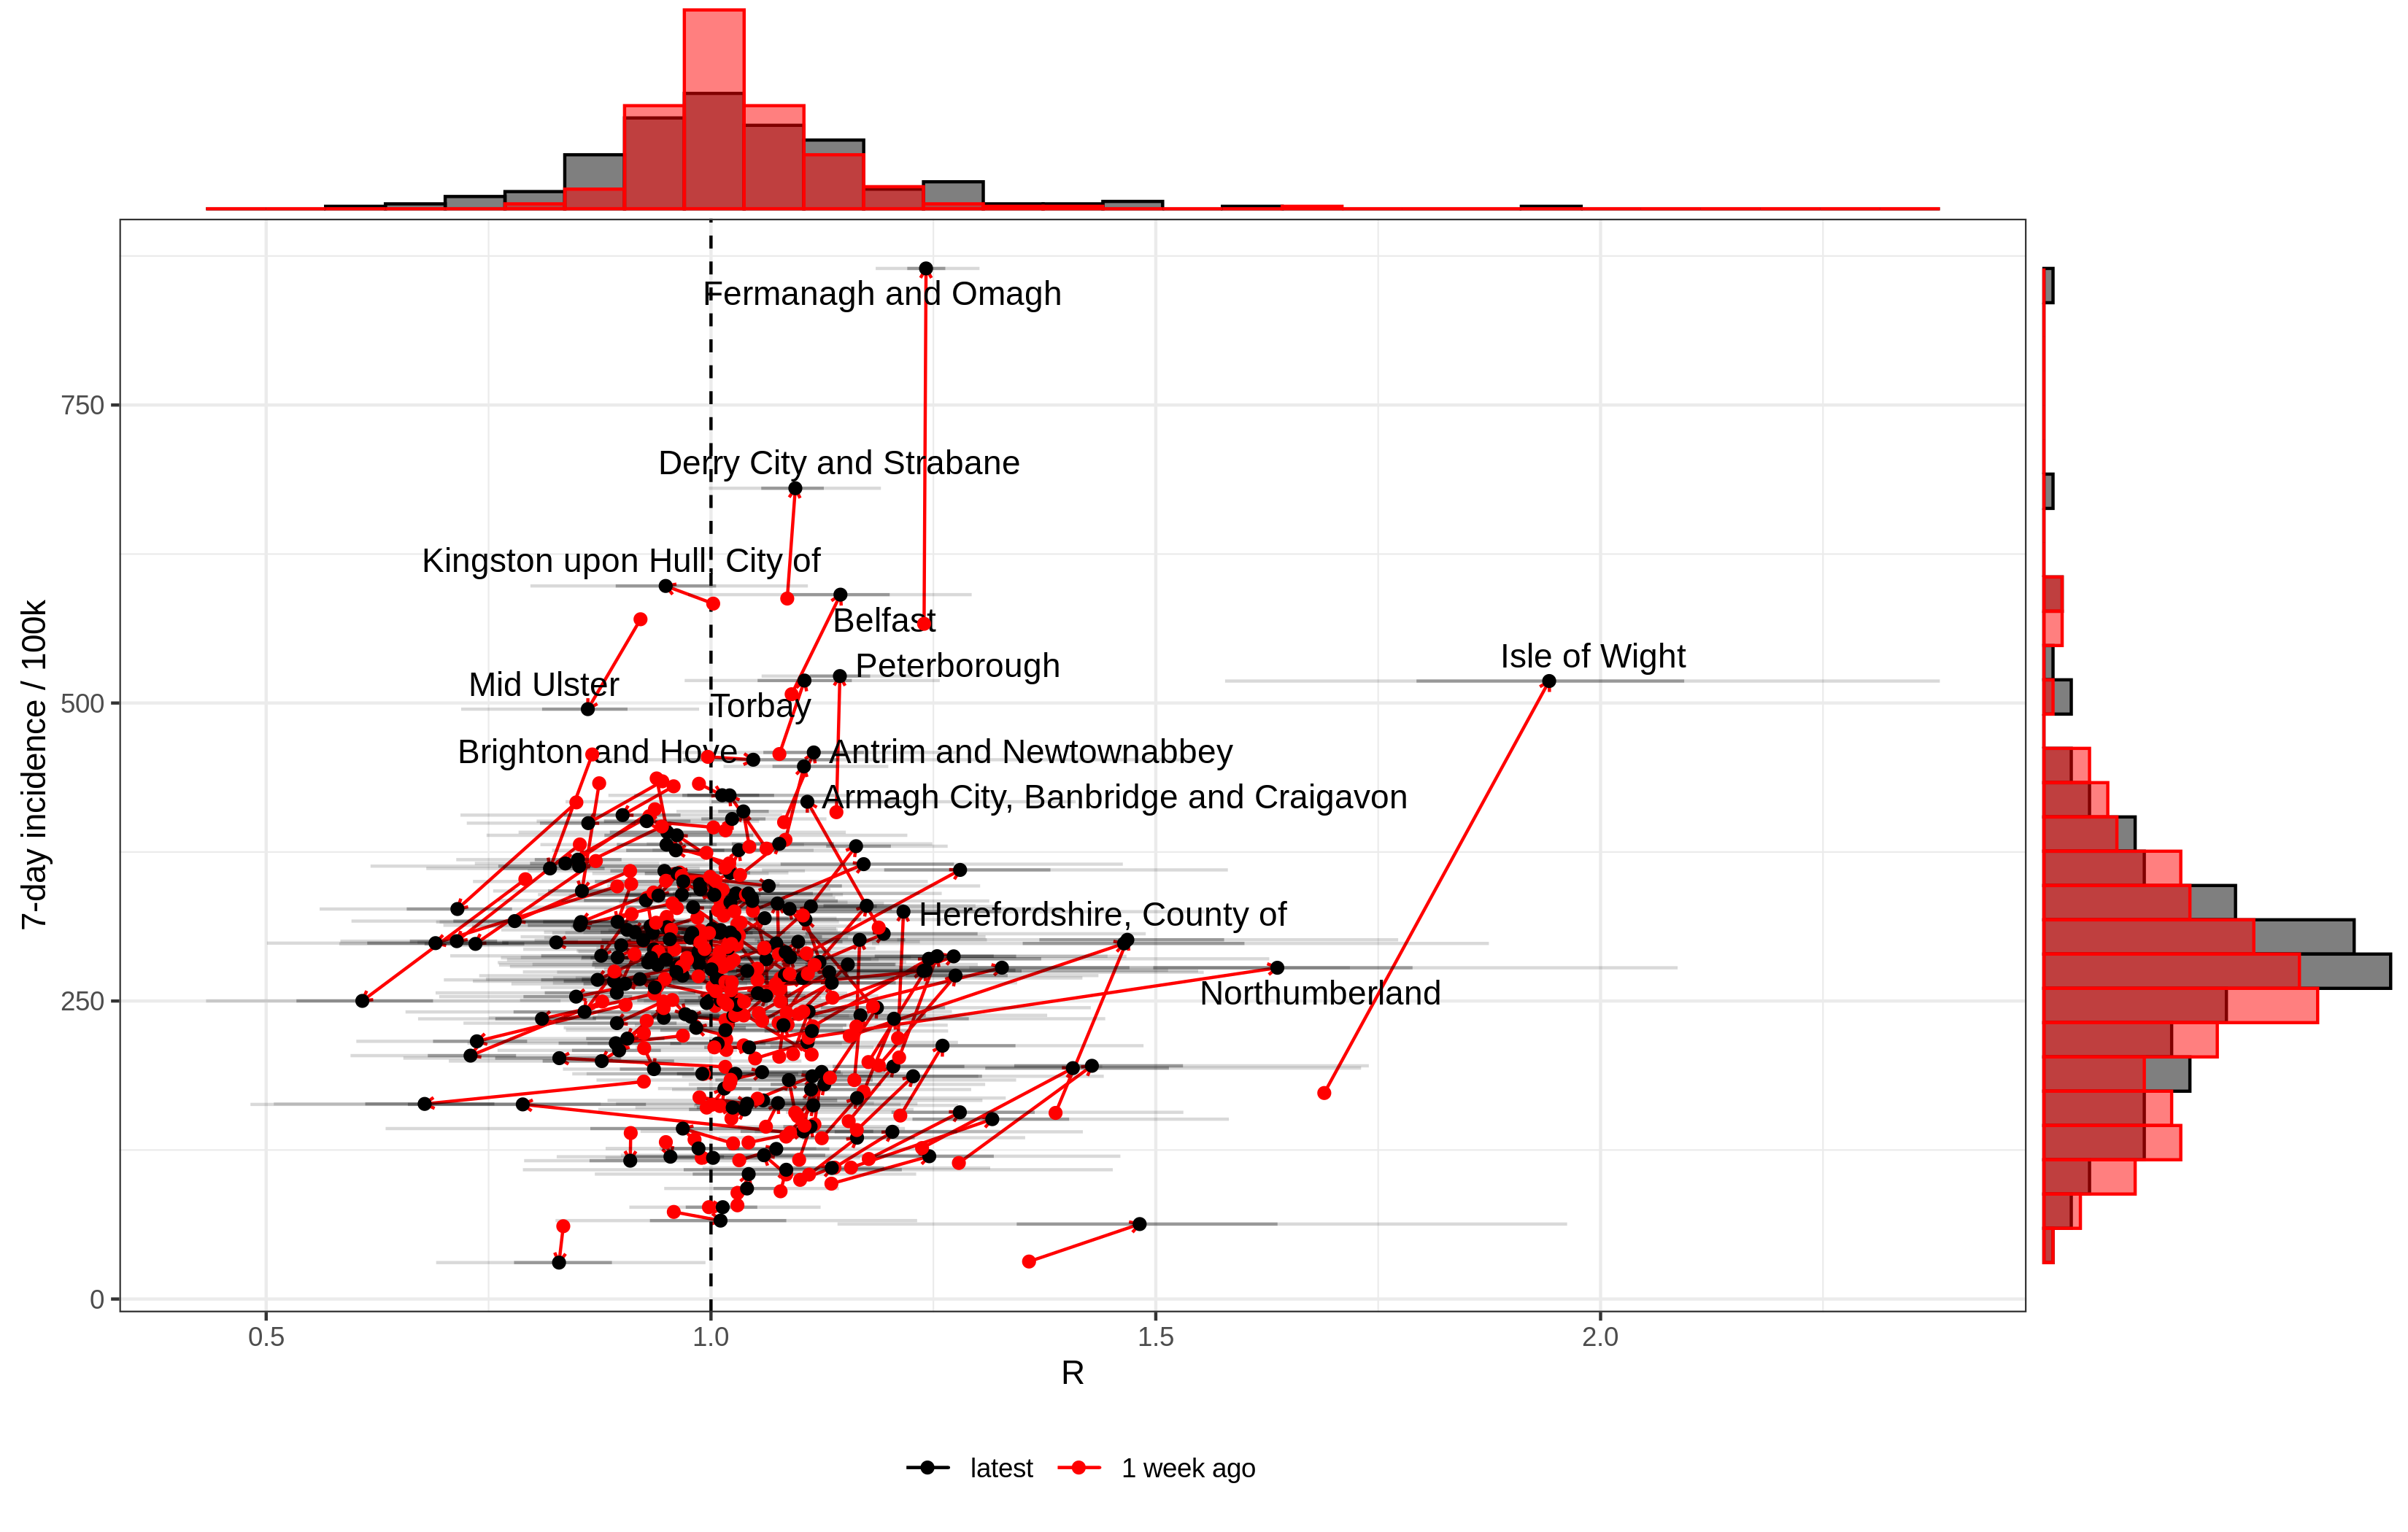 Fermanagh and Omagh
750
Derry City and Strabane
Kingston upon Hull, City of
Belfast
Peterborough
Isle of Wight
Mid Ulster
500
Torbay
Brighton and Hove
Antrim and Newtownabbey
Armagh City, Banbridge and Craigavon
7-day incidence / 100k
Herefordshire, County of
250
Northumberland
0
0.5
1.0
1.5
2.0
R
latest
1 week ago